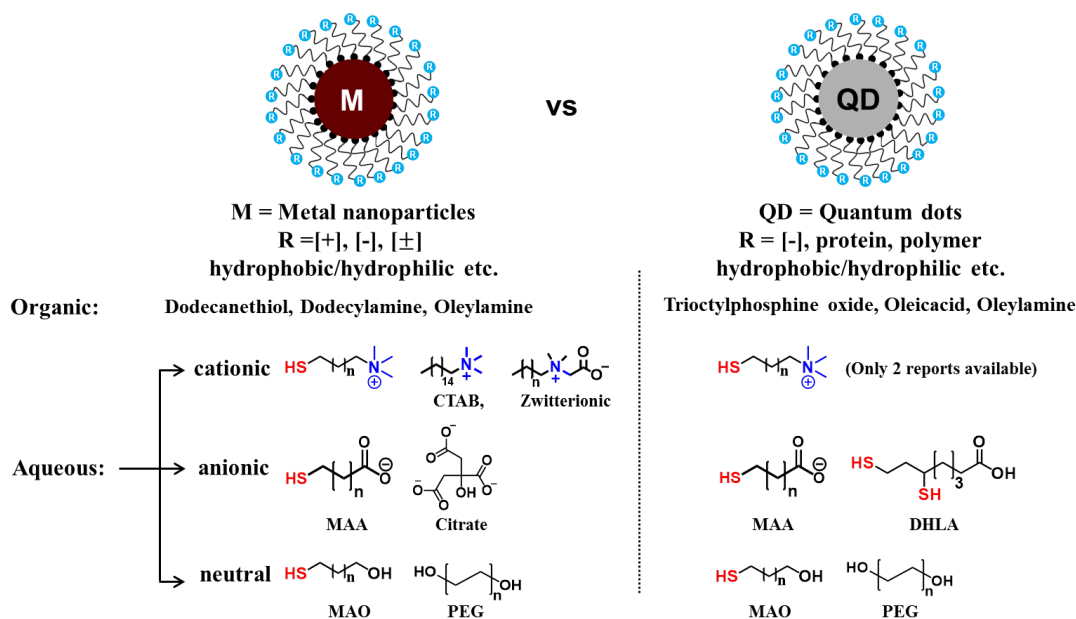 M
vs
QD
R
M = Metal nanoparticles
R =[+], [-], [±]
hydrophobic/hydrophilic etc.
QD = Quantum dots
R = [-], protein, polymer
hydrophobic/hydrophilic etc.
Organic:
Dodecanethiol, Dodecylamine, Oleylamine
Trioctylphosphine oxide, Oleicacid, Oleylamine
Aqueous:
cationic
HS n N +
14 N +
CTAB,
n N + O O⁻
Zwitterionic
HS n N +
(Only 2 reports available)
anionic
HS n O O ⊖
MAA
O⁻ O O O⁻ OH O⁻ O
Citrate
HS n O O ⊖
MAA
HS SH 3 O OH
DHLA
neutral
HS n OH
MAO
HO n OH
PEG
HS n OH
MAO
HO n OH
PEG